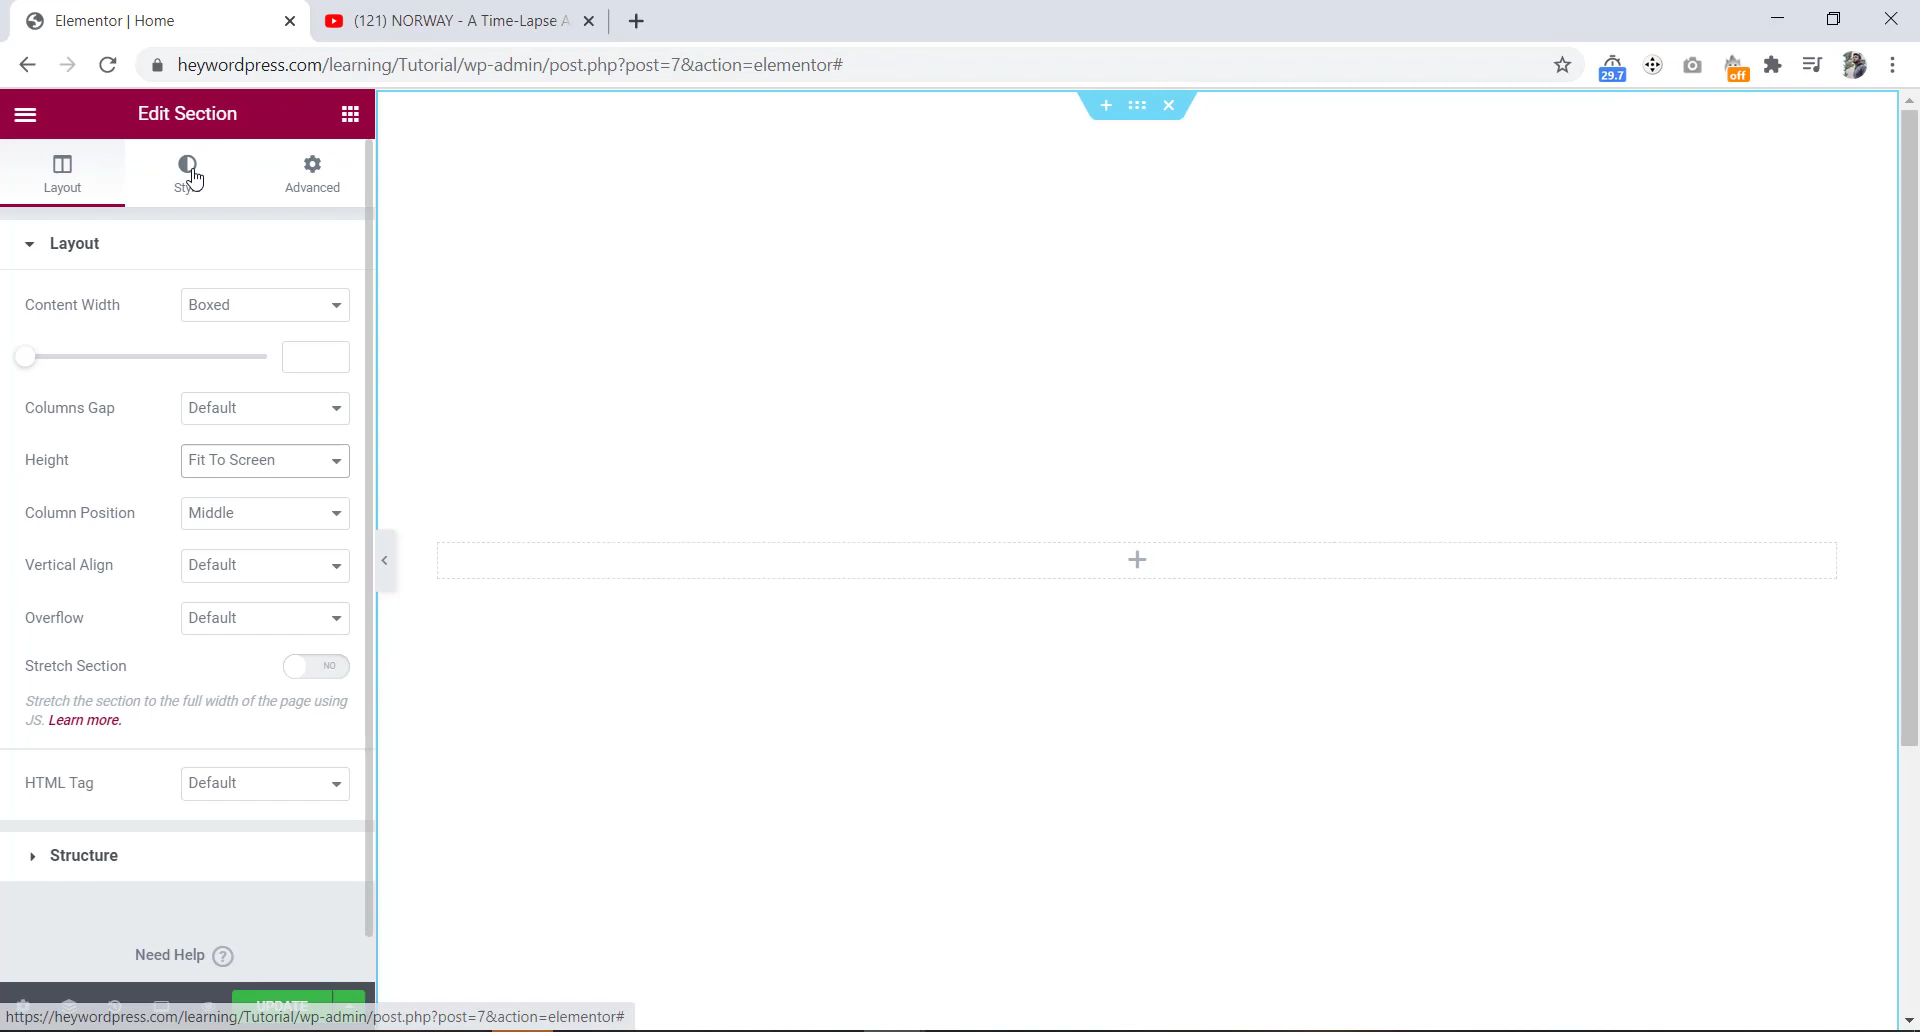 Elementor | Home
(121) NORWAY - A Time-Lapse A
heywordpress.com/learning/Tutorial/wp-admin/post.php?post=7&action=elementor#
29.7
off
Edit Section
Layout
Advanced
Layout
Content Width
Boxed
Columns Gap
Default
Height
Fit To Screen
Column Position
Middle
Vertical Align
Default
Overflow
Default
Stretch Section
NO
Stretch the section to the full width of the page using
JS. Learn more.
HTML Tag
Default
Structure
Need Help ?
UPDATE
https://heywordpress.com/learning/Tutorial/wp-admin/post.php?post=7&action=elementor#